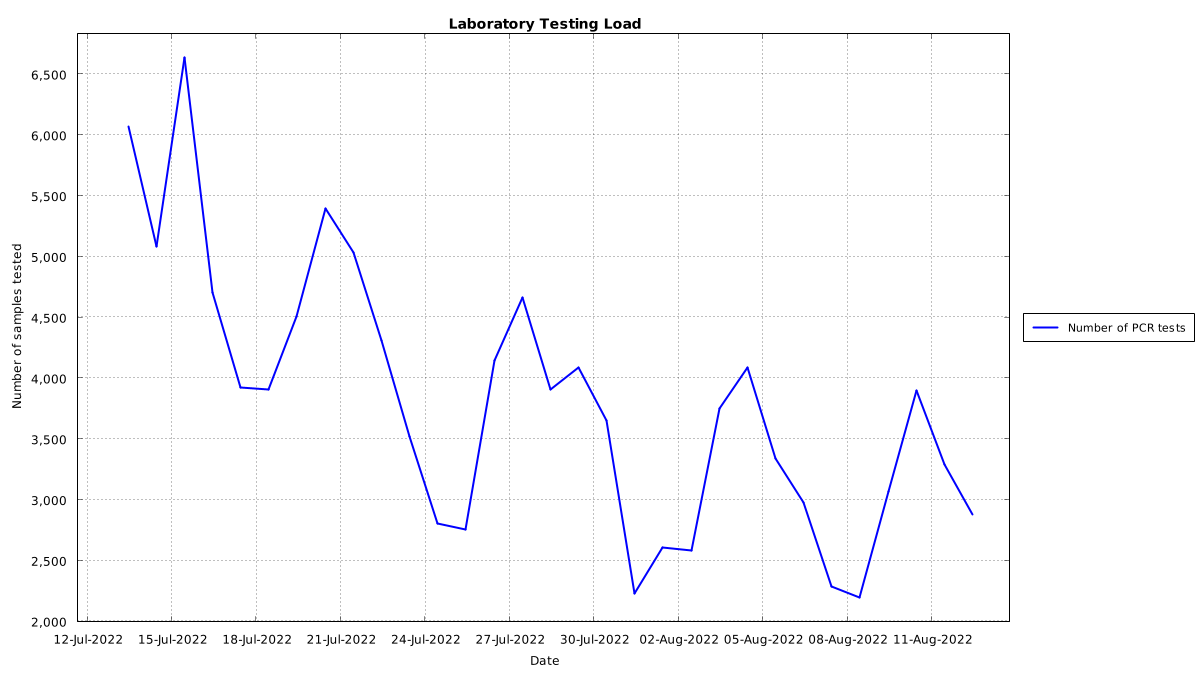 Laboratory Testing Load
Number of samples tested
6,500
6,000
5,500
5,000
4,500
4,000
3,500
3,000
2,500
2,000
12-Jul-2022 15-Jul-2022 18-Jul-2022 21-Jul-2022 24-Jul-2022 27-Jul-2022 30-Jul-2022 02-Aug-2022 05-Aug-2022 08-Aug-2022 11-Aug-2022
Date
Number of PCR tests